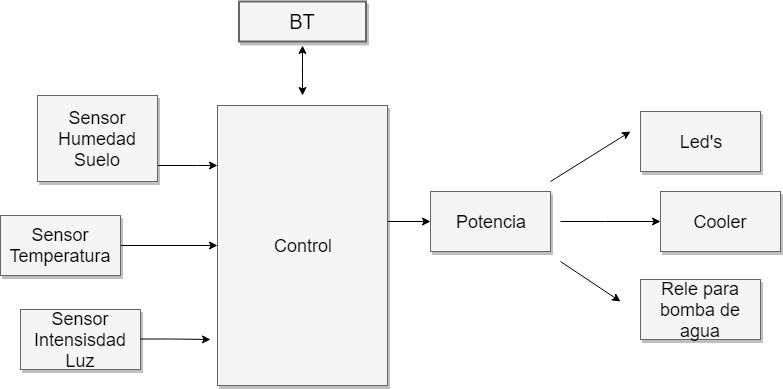 BT
Sensor
Humedad
Suelo
Sensor
Temperatura
Sensor
Intensisdad
Luz
Control
Potencia
Led's
Cooler
Rele para
bomba de
agua